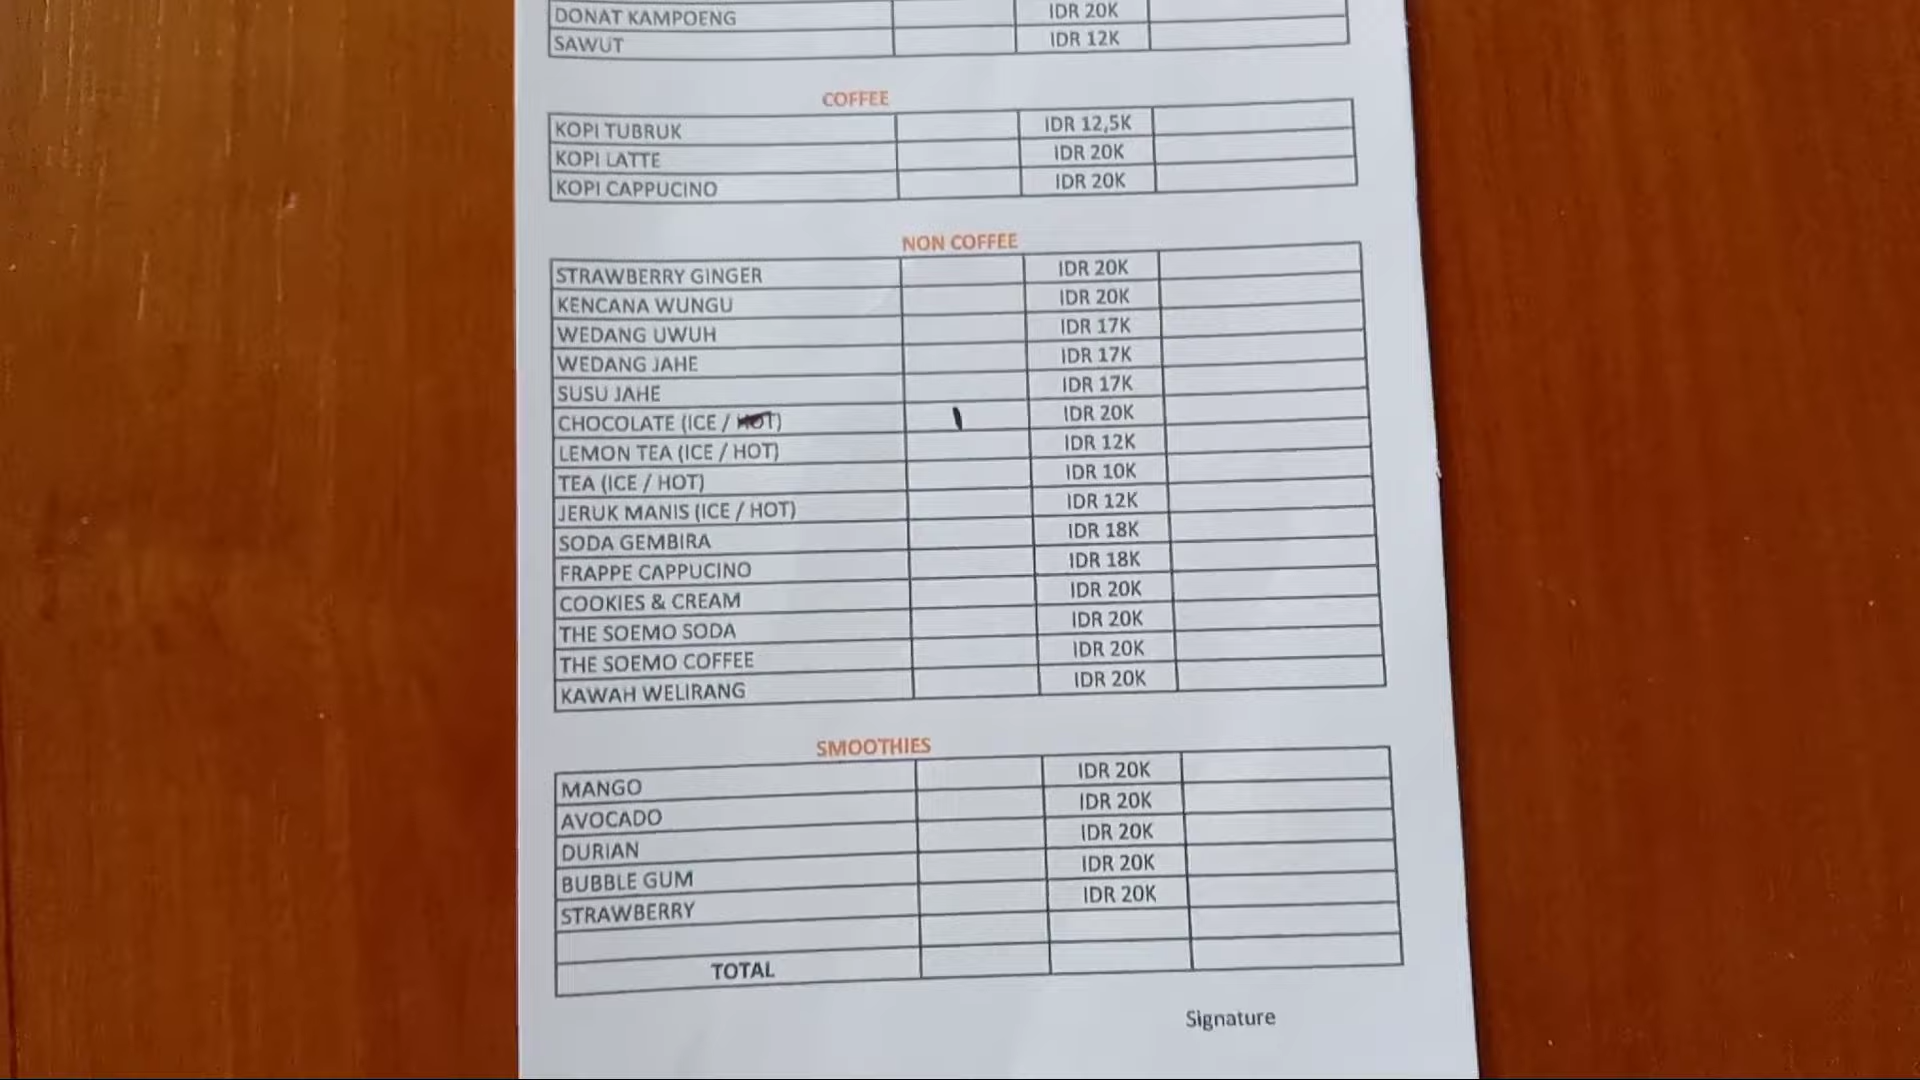 DONAT KAMPOENG IDR 20K
SAWUT IDR 12K
COFFEE
KOPI TUBRUK IDR 12,5K
KOPI LATTE IDR 20K
KOPI CAPPUCINO IDR 20K
NON COFFEE
STRAWBERRY GINGER IDR 20K
KENCANA WUNGU IDR 20K
WEDANG UWUH IDR 17K
WEDANG JAHE IDR 17K
SUSU JAHE IDR 17K
CHOCOLATE (ICE / HOT) 1 IDR 20K
LEMON TEA (ICE / HOT) IDR 12K
TEA (ICE / HOT) IDR 10K
JERUK MANIS (ICE / HOT) IDR 12K
SODA GEMBIRA IDR 18K
FRAPPE CAPPUCINO IDR 18K
COOKIES & CREAM IDR 20K
THE SOEMO SODA IDR 20K
THE SOEMO COFFEE IDR 20K
KAWAH WELIRANG IDR 20K
SMOOTHIES
MANGO IDR 20K
AVOCADO IDR 20K
DURIAN IDR 20K
BUBBLE GUM IDR 20K
STRAWBERRY IDR 20K
TOTAL
Signature